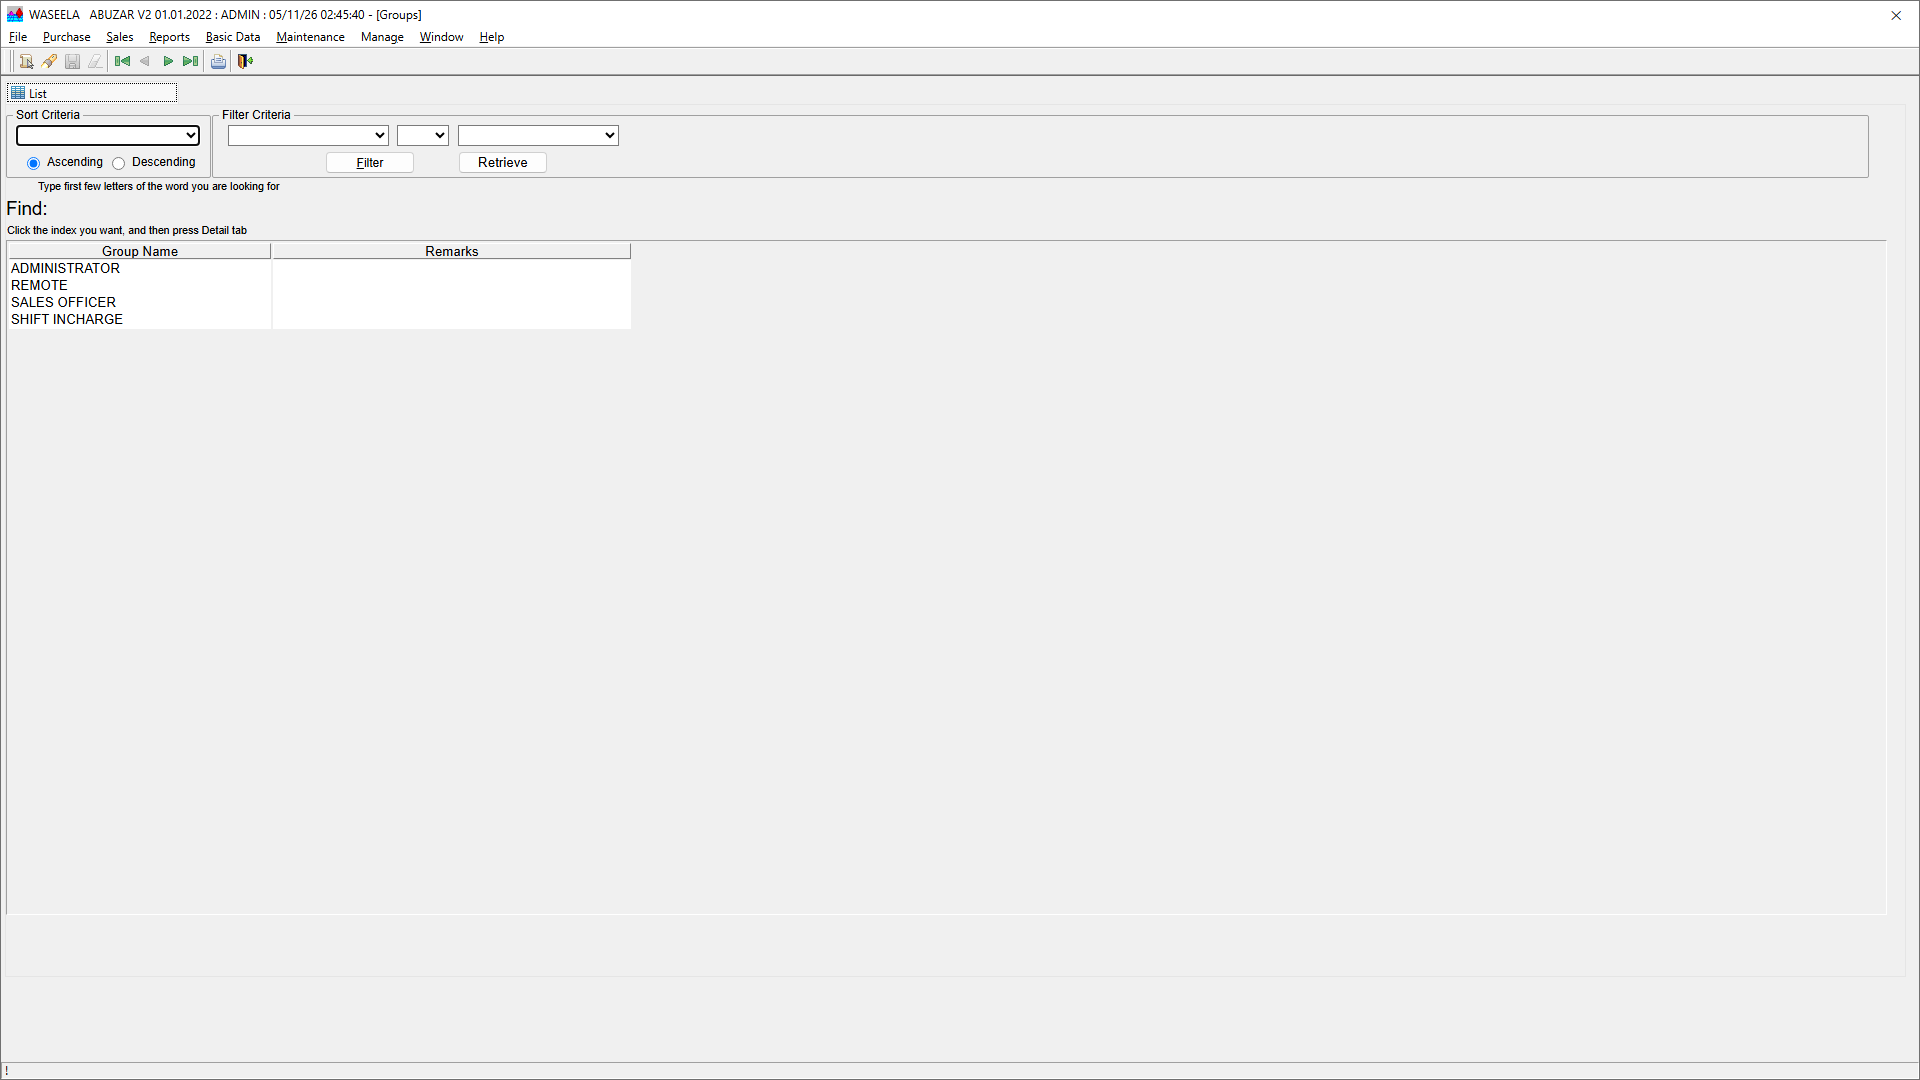 WASEELA   ABUZAR V2 01.01.2022 : ADMIN : 05/11/26 02:45:40 - [Groups]
File Purchase Sales Reports Basic Data Maintenance Manage Window Help
List
Sort Criteria Filter Criteria
Ascending Descending Filter Retrieve
Type first few letters of the word you are looking for
Find:
Click the index you want, and then press Detail tab
Group Name Remarks
ADMINISTRATOR
REMOTE
SALES OFFICER
SHIFT INCHARGE
!